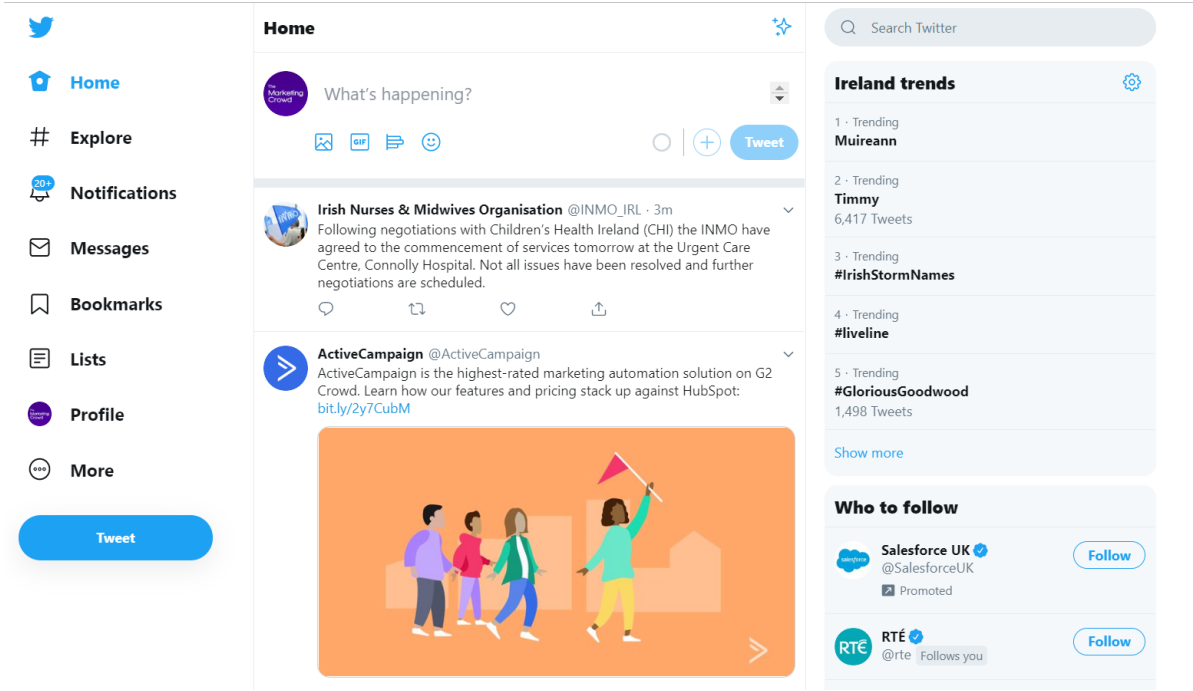 Home
Explore
20+
Notifications
Messages
Bookmarks
Lists
Profile
More
Tweet
Home
The
Marketing
Crowd
What's happening?
GIF
Tweet
Irish Nurses & Midwives Organisation @INMO_IRL · 3m
Following negotiations with Children's Health Ireland (CHI) the INMO have
agreed to the commencement of services tomorrow at the Urgent Care
Centre, Connolly Hospital. Not all issues have been resolved and further
negotiations are scheduled.
INMO
ActiveCampaign @ActiveCampaign
ActiveCampaign is the highest-rated marketing automation solution on G2
Crowd. Learn how our features and pricing stack up against HubSpot:
bit.ly/2y7CubM
Search Twitter
Ireland trends
1 · Trending
Muireann
2 · Trending
Timmy
6,417 Tweets
3 · Trending
#IrishStormNames
4 · Trending
#liveline
5 · Trending
#GloriousGoodwood
1,498 Tweets
Show more
Who to follow
salesforce
Salesforce UK
@SalesforceUK
Promoted
Follow
RTÉ
RTÉ
@rte Follows you
Follow